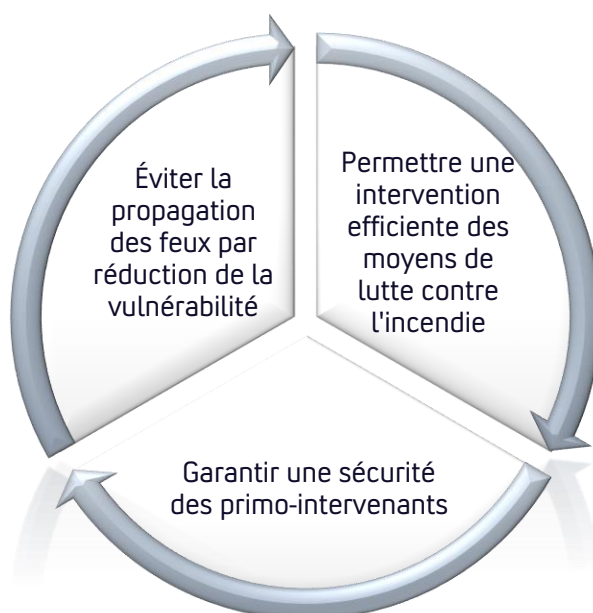 Éviter la
propagation
des feux par
réduction de la
vulnérabilité
Permettre une
intervention
efficiente des
moyens de
lutte contre
l'incendie
Garantir une sécurité
des primo-intervenants